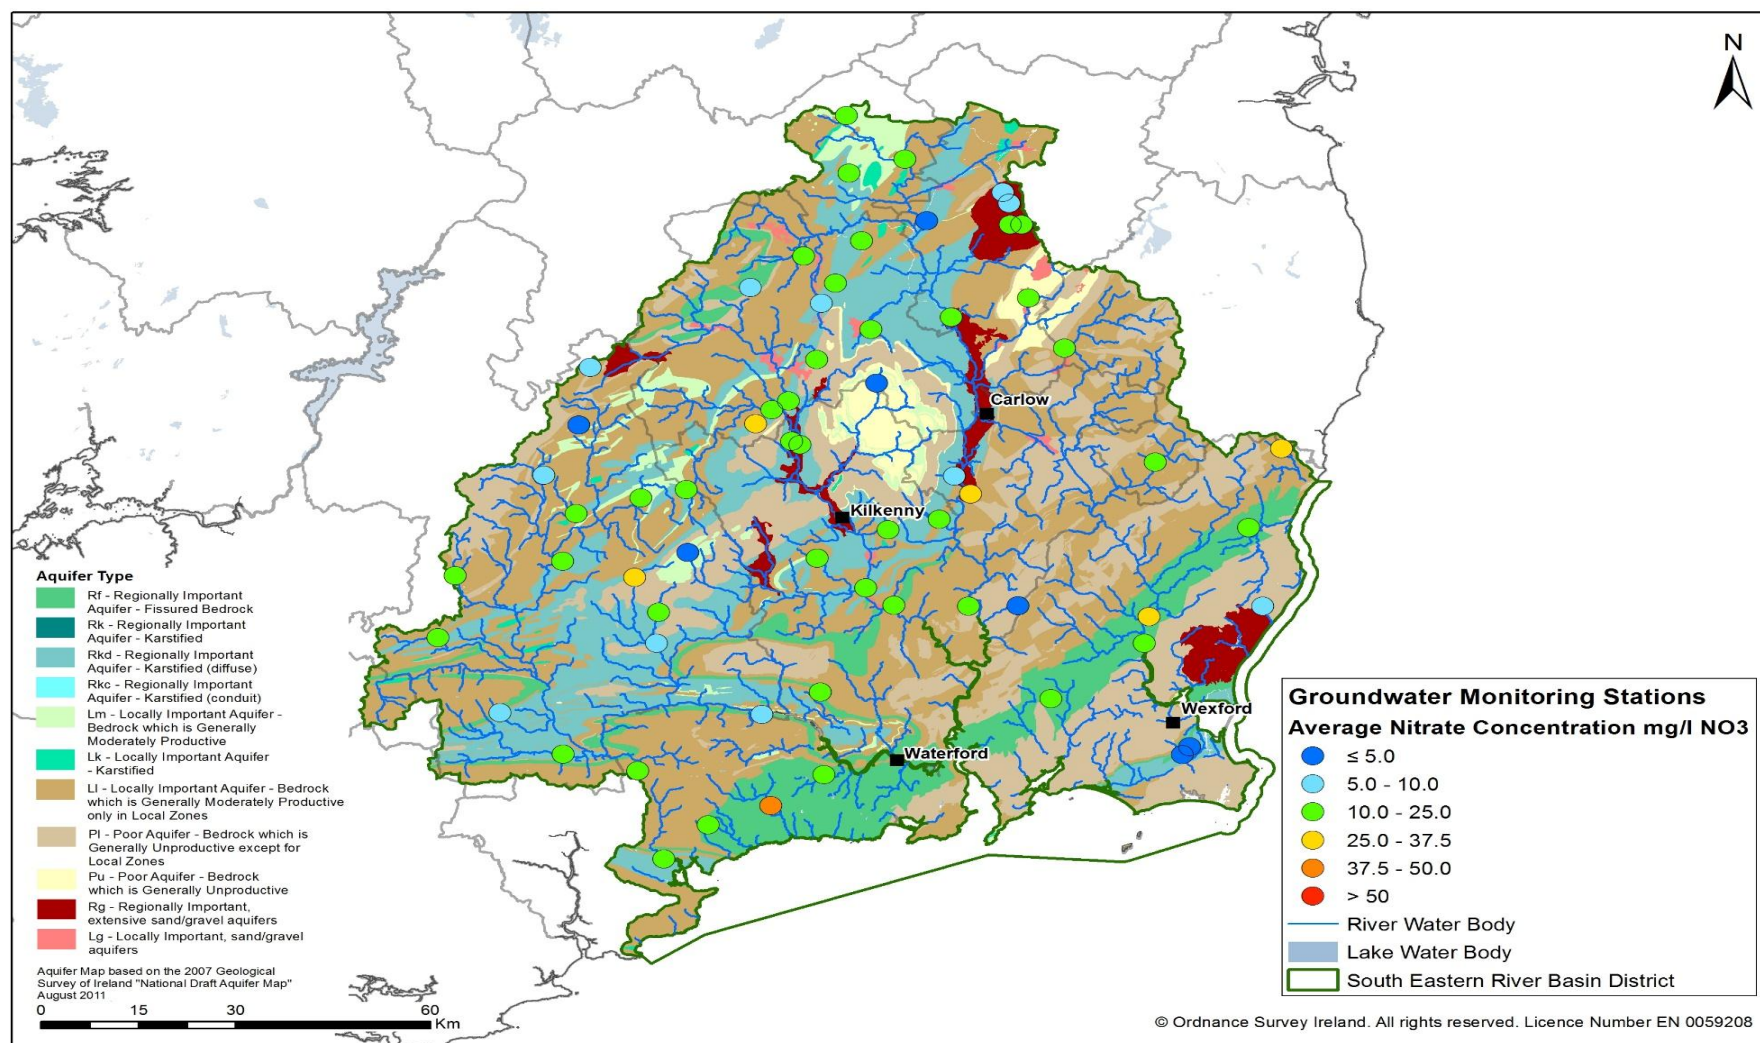 N
Carlow
Kilkenny
Wexford
Waterford
Aquifer Type
Rf - Regionally Important
Aquifer - Fissured Bedrock
Rk - Regionally Important
Aquifer - Karstified
Rkd - Regionally Important
Aquifer - Karstified (diffuse)
Rkc - Regionally Important
Aquifer - Karstified (conduit)
Lm - Locally Important Aquifer -
Bedrock which is Generally
Moderately Productive
Lk - Locally Important Aquifer
- Karstified
Ll - Locally Important Aquifer - Bedrock
which is Generally Moderately Productive
only in Local Zones
Pl - Poor Aquifer - Bedrock which is
Generally Unproductive except for
Local Zones
Pu - Poor Aquifer - Bedrock
which is Generally Unproductive
Rg - Regionally Important,
extensive sand/gravel aquifers
Lg - Locally Important, sand/gravel
aquifers
Aquifer Map based on the 2007 Geological
Survey of Ireland "National Draft Aquifer Map"
August 2011
0 15 30 60
Km
Groundwater Monitoring Stations
Average Nitrate Concentration mg/l NO3
≤ 5.0
5.0 - 10.0
10.0 - 25.0
25.0 - 37.5
37.5 - 50.0
> 50
River Water Body
Lake Water Body
South Eastern River Basin District
© Ordnance Survey Ireland. All rights reserved. Licence Number EN 0059208